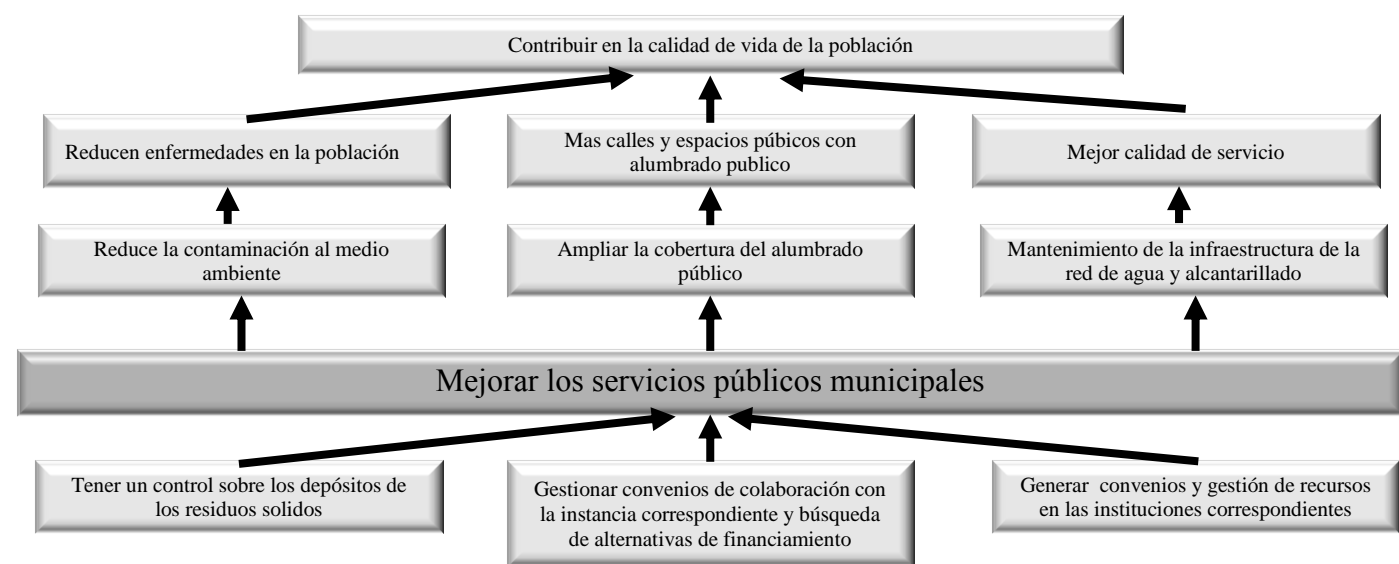 Contribuir en la calidad de vida de la población
Reducen enfermedades en la población
Mas calles y espacios púbicos con
alumbrado publico
Mejor calidad de servicio
Reduce la contaminación al medio
ambiente
Ampliar la cobertura del alumbrado
público
Mantenimiento de la infraestructura de la
red de agua y alcantarillado
Mejorar los servicios públicos municipales
Tener un control sobre los depósitos de
los residuos solidos
Gestionar convenios de colaboración con
la instancia correspondiente y búsqueda
de alternativas de financiamiento
Generar  convenios y gestión de recursos
en las instituciones correspondientes